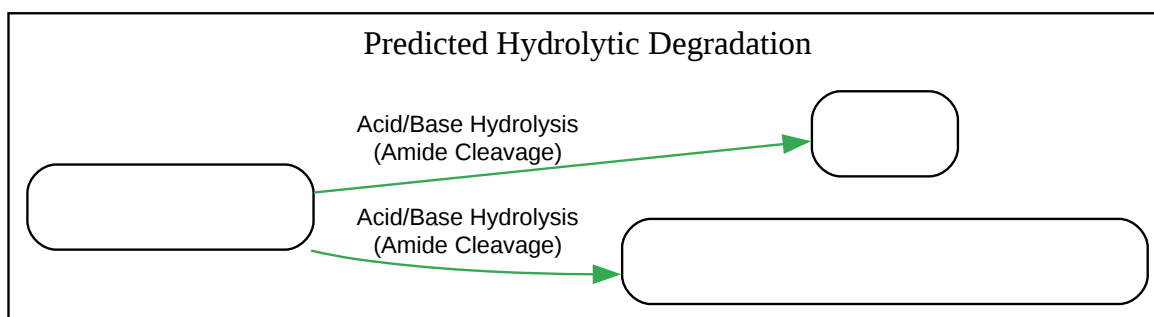 Predicted Hydrolytic Degradation
Acid/Base Hydrolysis
(Amide Cleavage)
Acid/Base Hydrolysis
(Amide Cleavage)